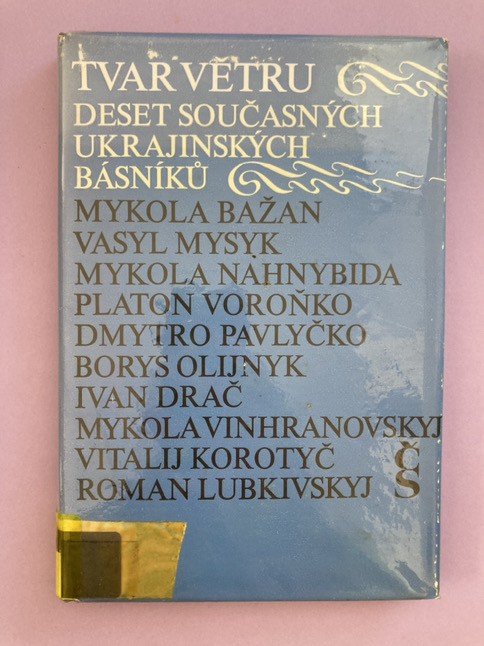 TVAR VĚTRU
DESET SOUČASNÝCH
UKRAJINSKÝCH
BÁSNÍKŮ
MYKOLA BAŽAN
VASYL MYSYK
MYKOLA NAHNYBIDA
PLATON VOROŇKO
DMYTRO PAVLYČKO
BORYS OLIJNYK
IVAN DRAČ
MYKOLA VINHRANOVSKYJ
VITALIJ KOROTYČ
ROMAN LUBKIVSKYJ
ČS